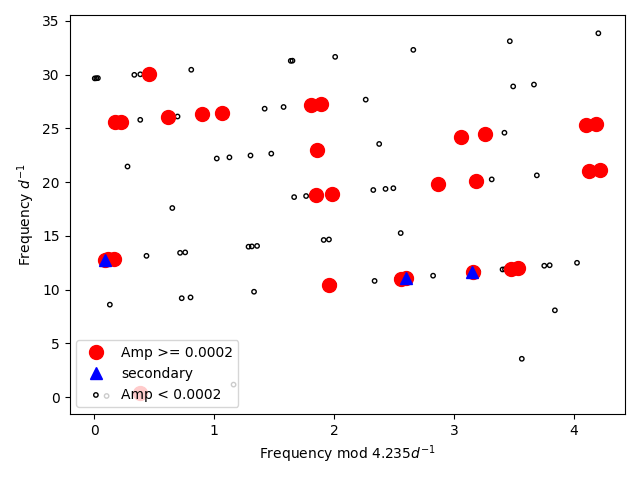 35
30
25
20
15
10
5
0
Frequency $d^{-1}$
Amp >= 0.0002
secondary
Amp < 0.0002
0 1 2 3 4
Frequency mod 4.235$d^{-1}$